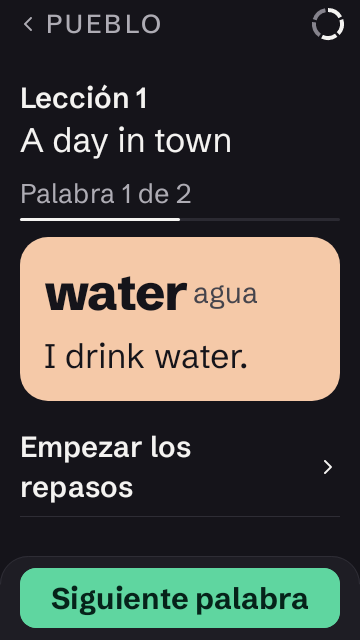 PUEBLO
Lección 1
A day in town
Palabra 1 de 2
water agua
I drink water.
Empezar los
repasos
Siguiente palabra